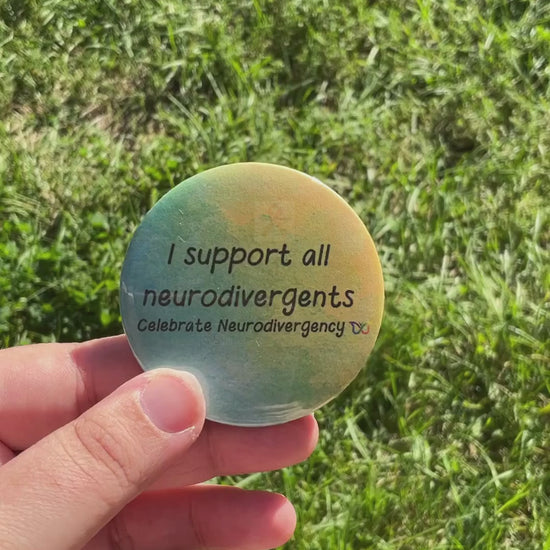 I support all
neurodivergents
Celebrate Neurodivergency